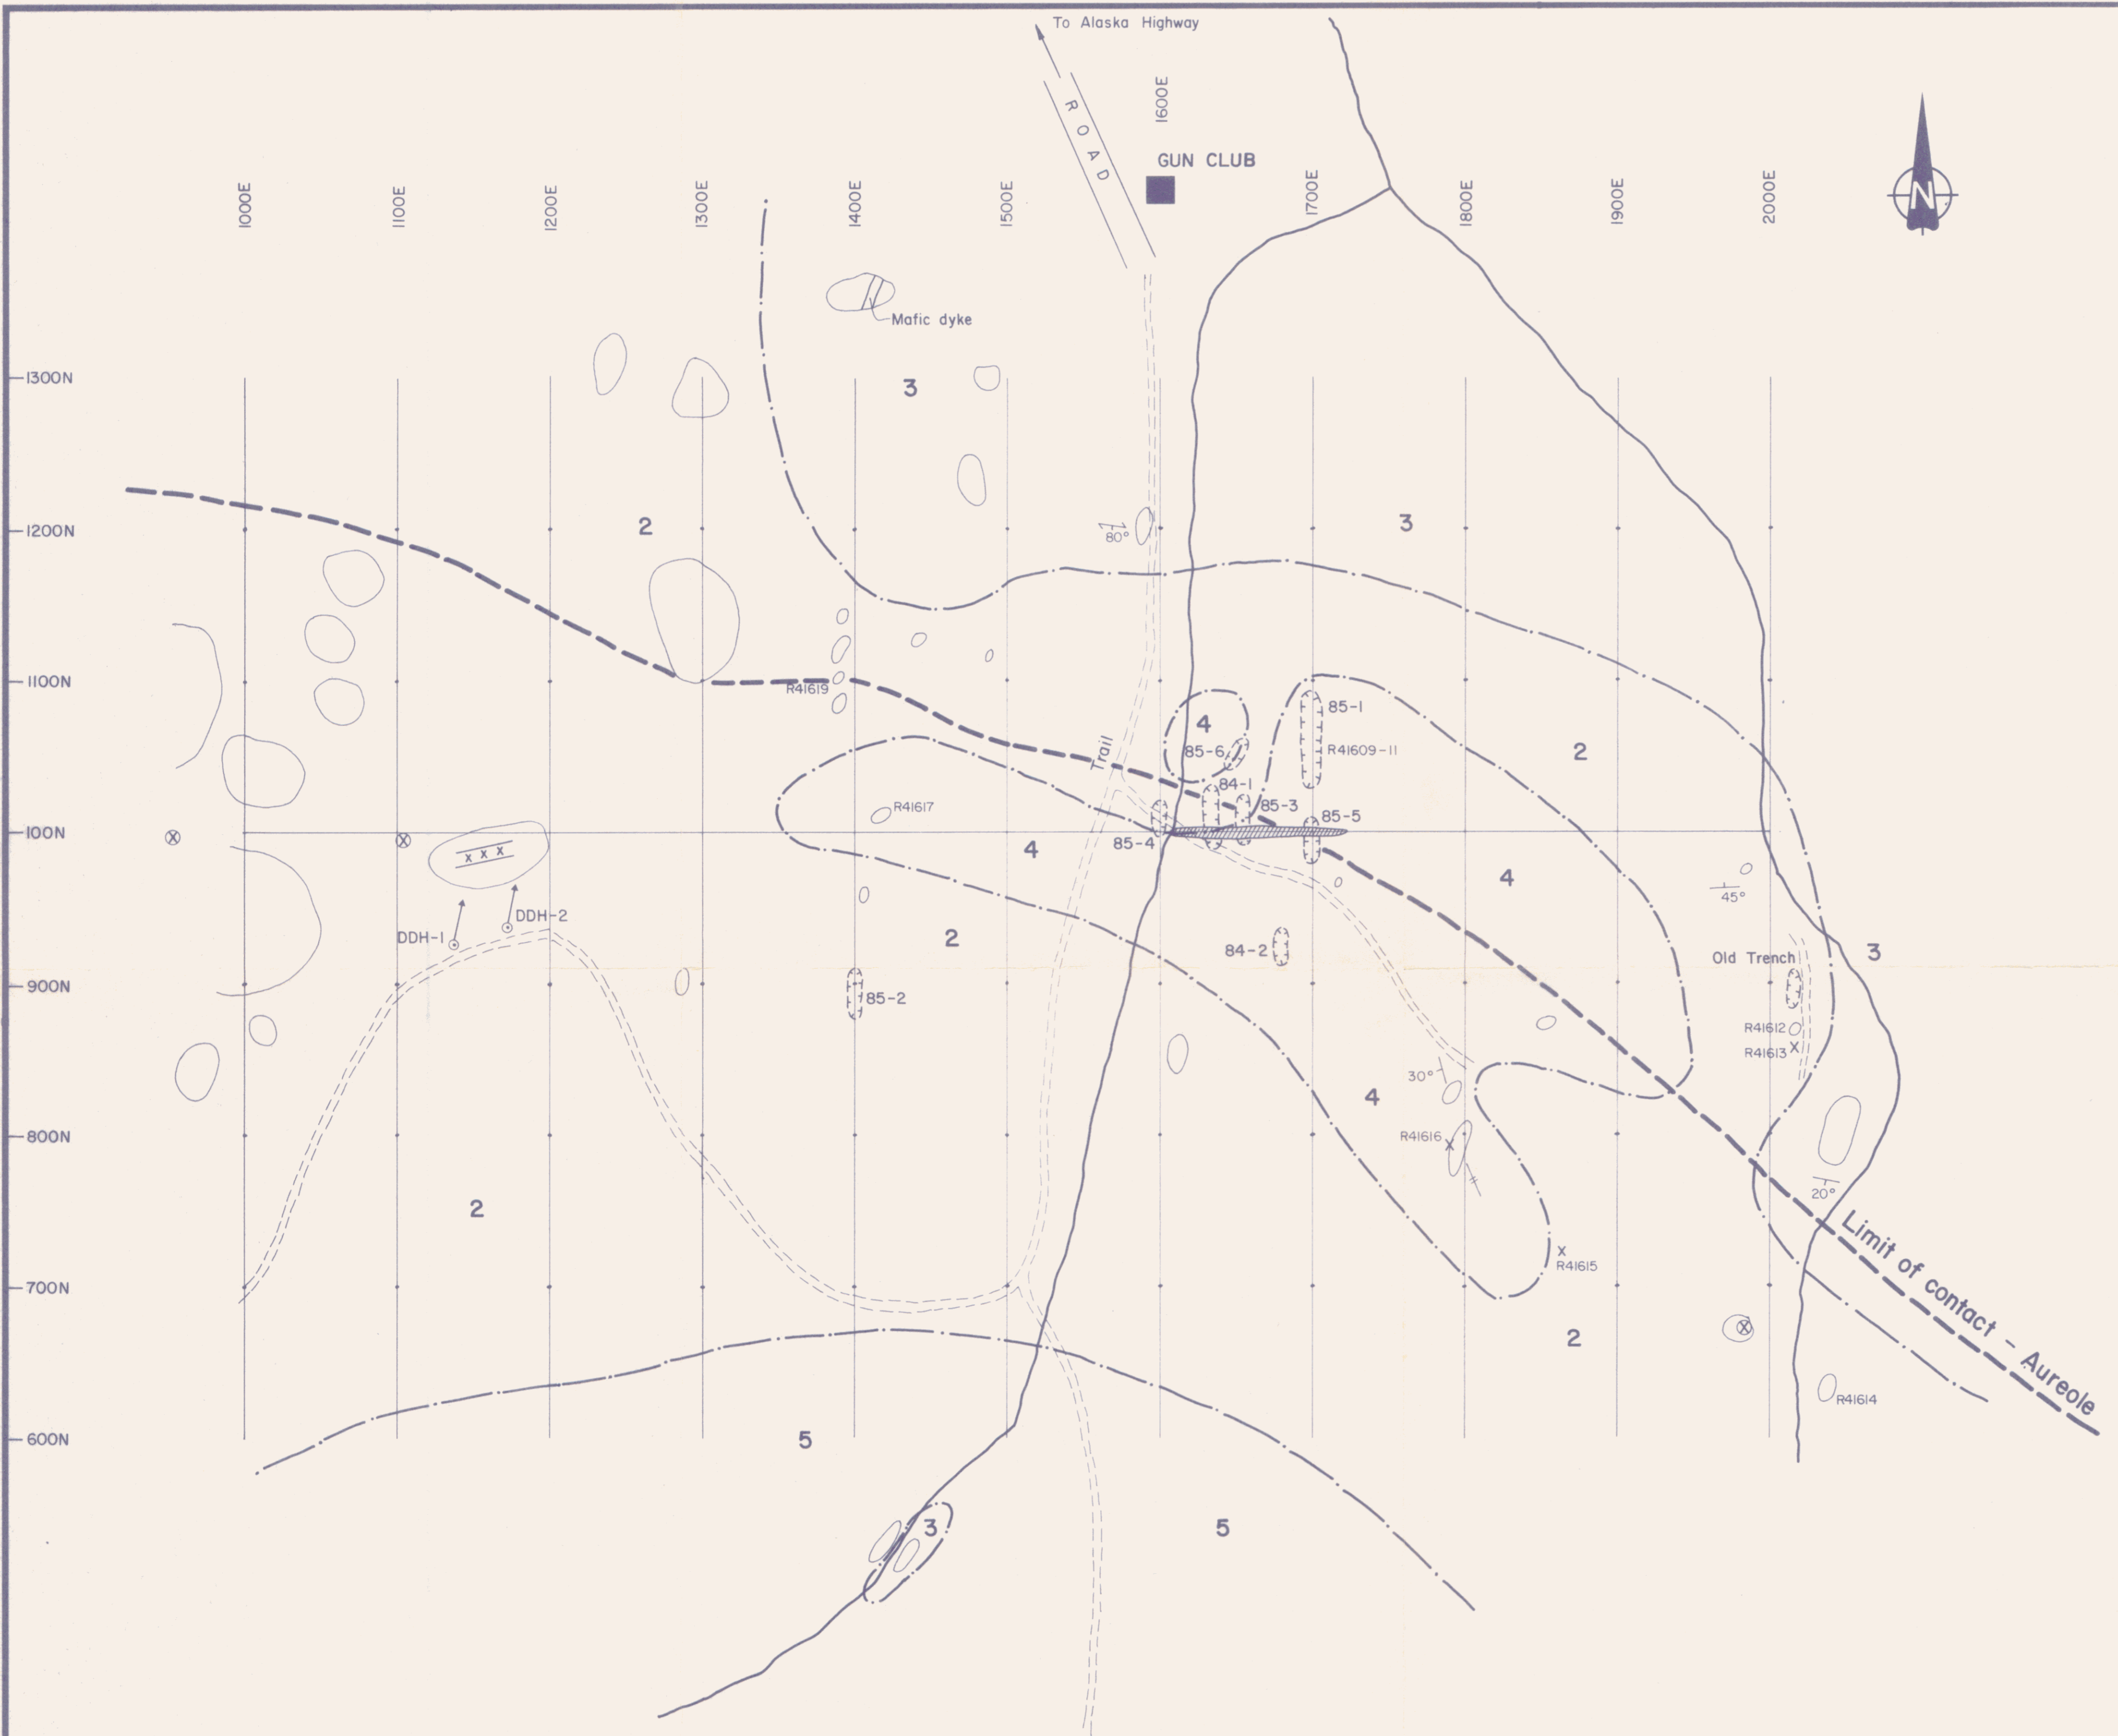 To Alaska Highway
ROAD
1600E
GUN CLUB
N
1000E
1100E
1200E
1300E
1400E
1500E
1700E
1800E
1900E
2000E
Mafic dyke
1300N
3
1200N
2
80°
3
1100N
R41619
4
85-1
85-6
R41609-11
2
Trail
84-1
R41617
85-3
85-5
100N
85-4
4
4
45°
DDH-2
DDH-1
2
84-2
3
Old Trench
900N
85-2
R41612
R41613
30°
4
800N
R41616
20°
2
Limit of contact - Aureole
R41615
700N
2
R41614
600N
5
3
5